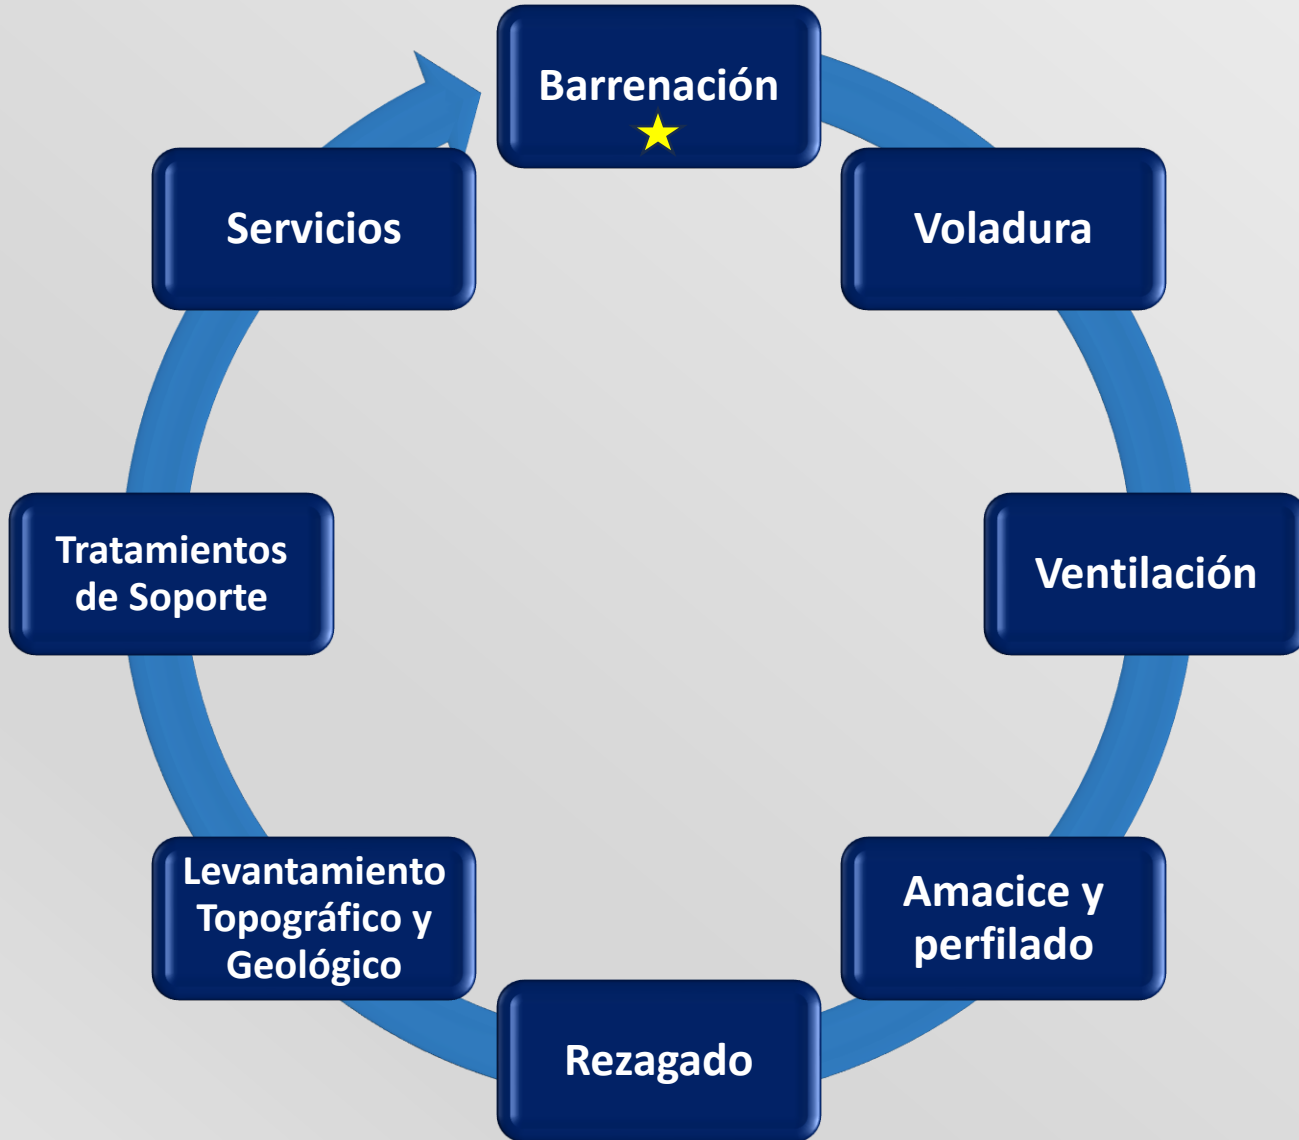 Barrenación
Servicios
Voladura
Tratamientos
de Soporte
Ventilación
Levantamiento
Topográfico y
Geológico
Amacice y
perfilado
Rezagado